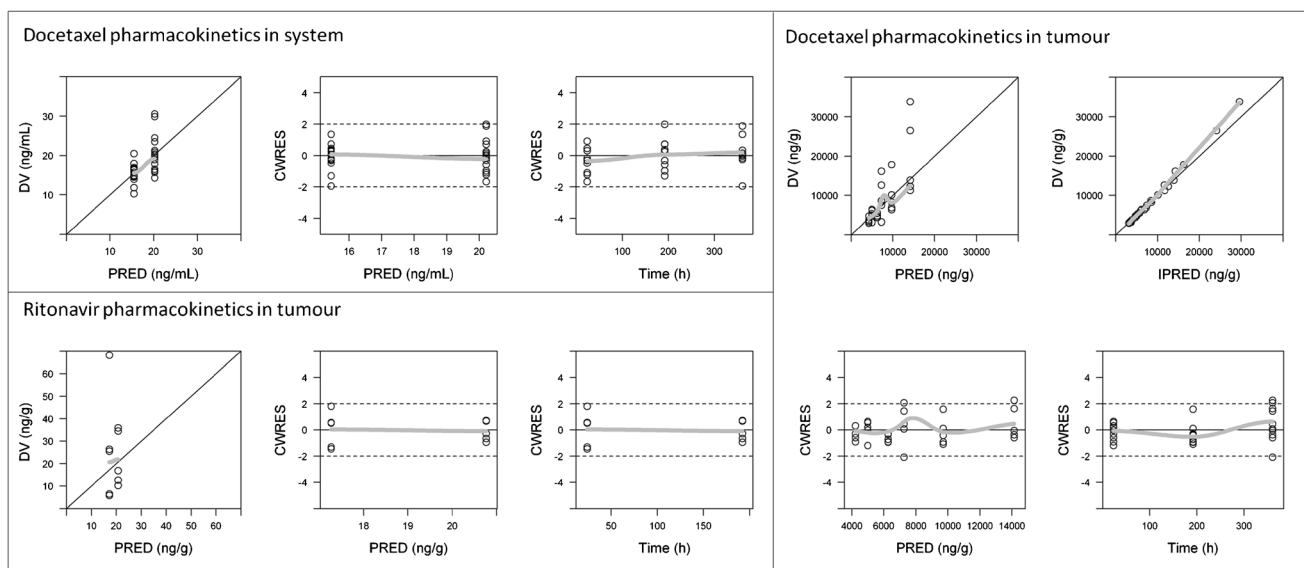 Docetaxel pharmacokinetics in system
DV (ng/mL)
30
20
10
10 20 30
PRED (ng/mL)
CWRES
4
2
0
-2
-4
16 17 18 19 20
PRED (ng/mL)
CWRES
4
2
0
-2
-4
100 200 300
Time (h)
Ritonavir pharmacokinetics in tumour
DV (ng/g)
60
50
40
30
20
10
10 20 30 40 50 60
PRED (ng/g)
CWRES
4
2
0
-2
-4
18 19 20
PRED (ng/g)
CWRES
4
2
0
-2
-4
50 100 150
Time (h)
Docetaxel pharmacokinetics in tumour
DV (ng/g)
30000
20000
10000
10000 20000 30000
PRED (ng/g)
DV (ng/g)
30000
20000
10000
10000 20000 30000
IPRED (ng/g)
CWRES
4
2
0
-2
-4
4000 6000 8000 10000 12000 14000
PRED (ng/g)
CWRES
4
2
0
-2
-4
100 200 300
Time (h)